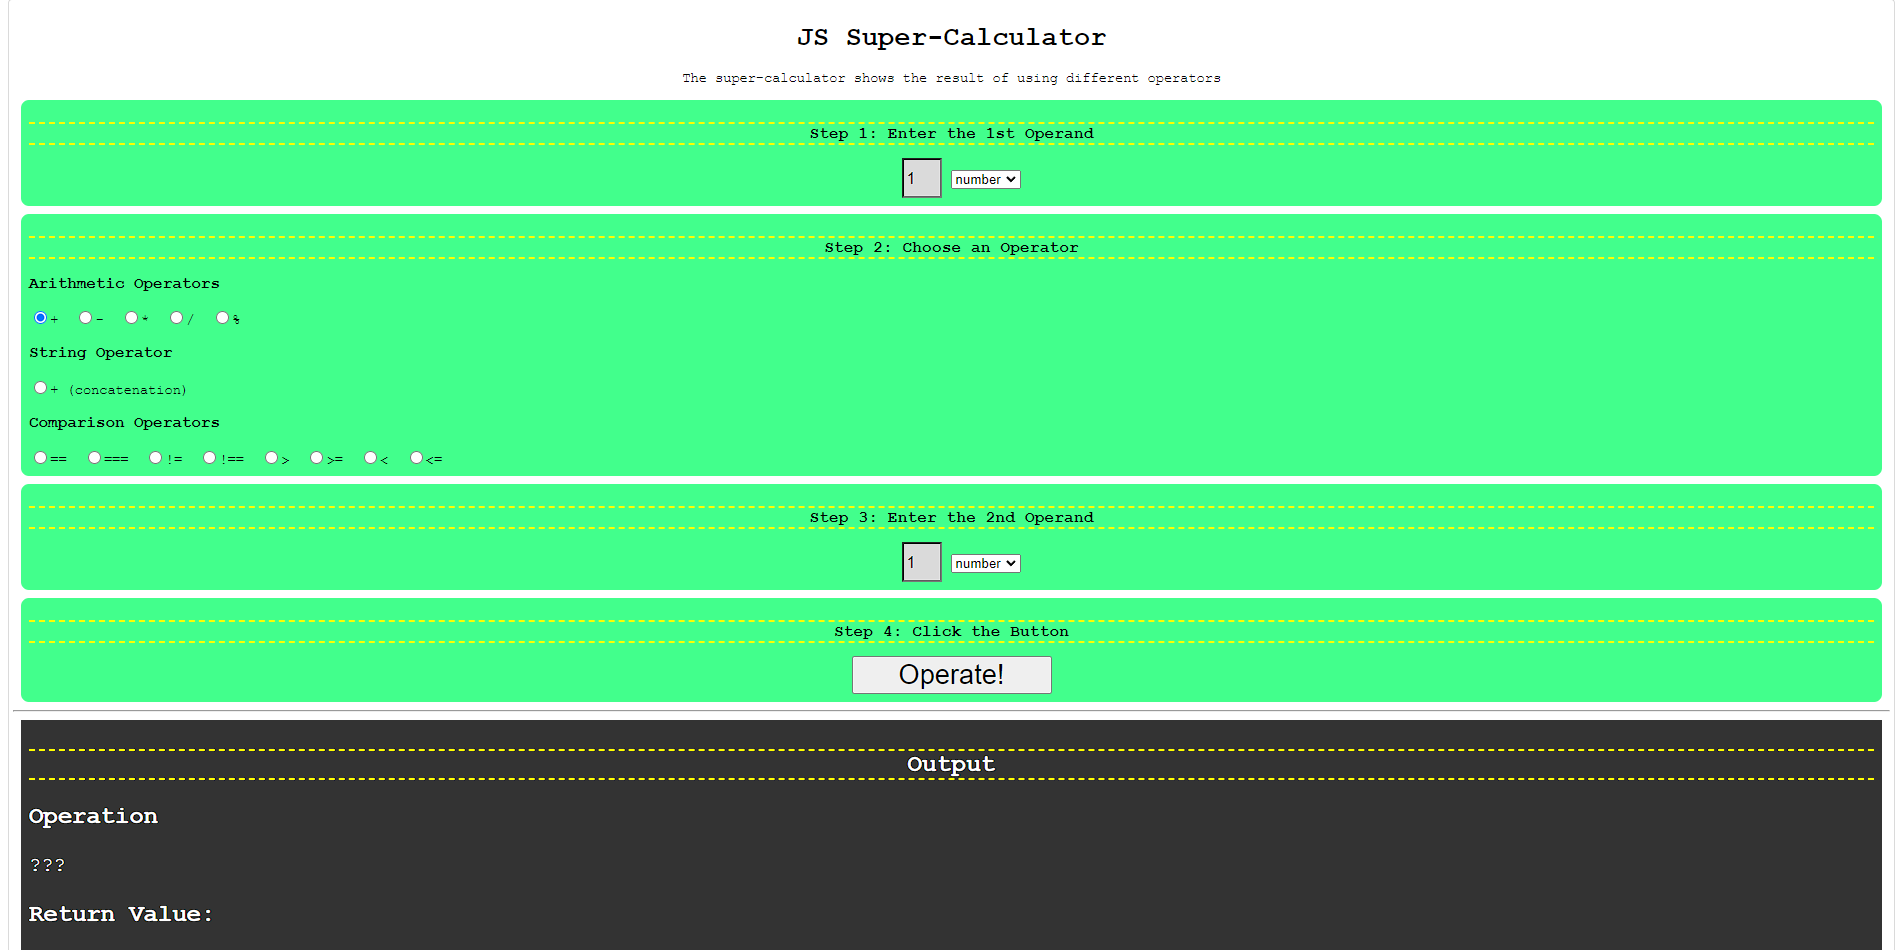 JS Super-Calculator
The super-calculator shows the result of using different operators
Step 1: Enter the 1st Operand
1 number
Step 2: Choose an Operator
Arithmetic Operators
+ - * / %
String Operator
+ (concatenation)
Comparison Operators
== === != !== > >= < <=
Step 3: Enter the 2nd Operand
1 number
Step 4: Click the Button
Operate!
Output
Operation
???
Return Value: